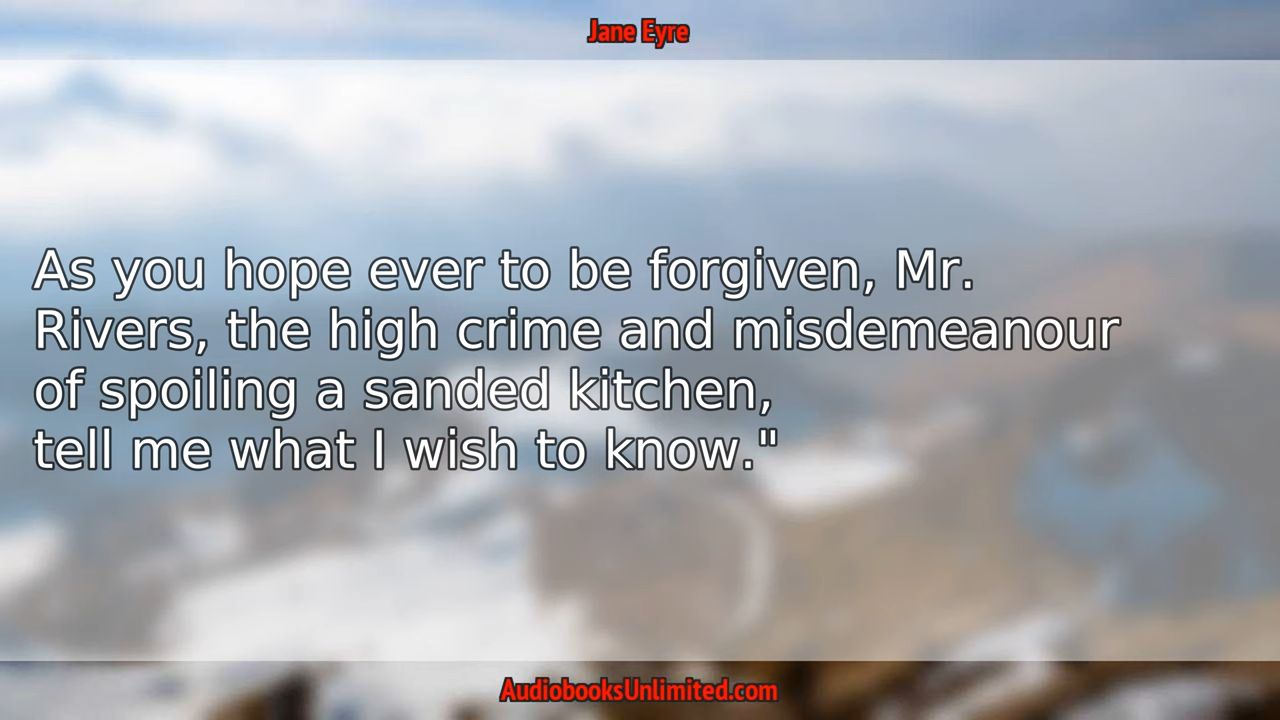 Jane Eyre
As you hope ever to be forgiven, Mr.
Rivers, the high crime and misdemeanour
of spoiling a sanded kitchen,
tell me what I wish to know."
AudiobooksUnlimited.com